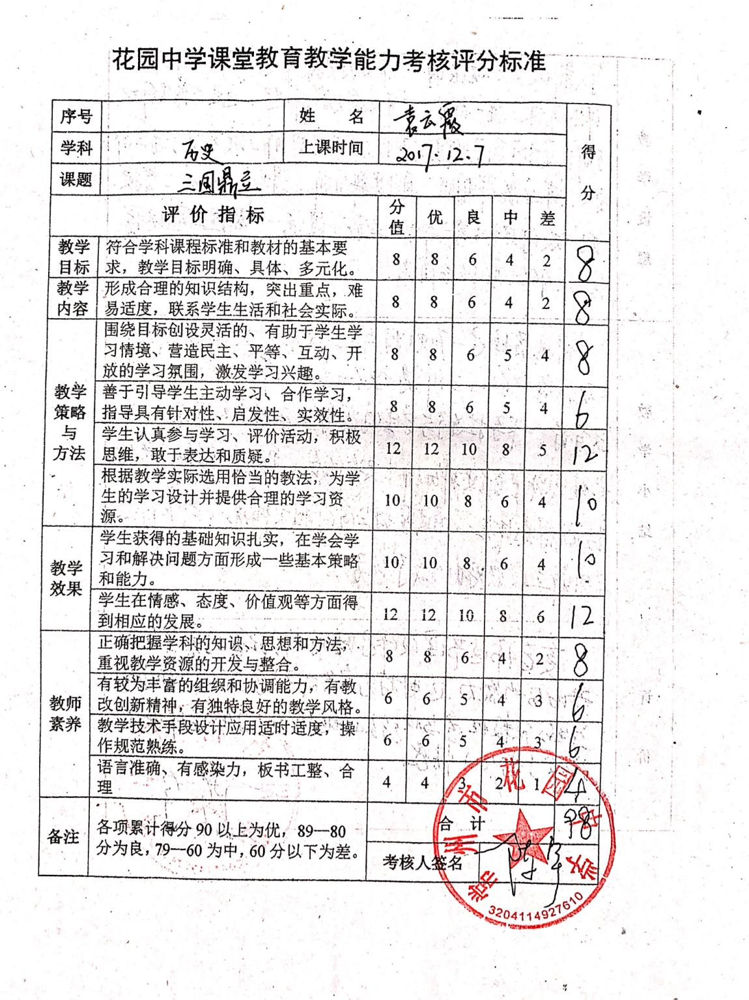 花园中学课堂教育教学能力考核评分标准
序号 姓 名 袁云霞 得分
学科 历史 上课时间 2017.12.7
课题 三国鼎立
评 价 指 标 分值 优 良 中 差
教学目标 符合学科课程标准和教材的基本要
求，教学目标明确、具体、多元化。 8 8 6 4 2 8
教学内容 形成合理的知识结构，突出重点，难
易适度，联系学生生活和社会实际。 8 8 6 4 2 8
教学策略与方法 围绕目标创设灵活的、有助于学生学
习情境、营造民主、平等、互动、开
放的学习氛围，激发学习兴趣。 8 8 6 5 4 8
善于引导学生主动学习、合作学习，
指导具有针对性、启发性、实效性。 8 8 6 5 4 6
学生认真参与学习、评价活动，积极
思维，敢于表达和质疑。 12 12 10 8 5 12
根据教学实际选用恰当的教法，为学
生的学习设计并提供合理的学习资
源。 10 10 8 6 4 10
教学效果 学生获得的基础知识扎实，在学会学
习和解决问题方面形成一些基本策略
和能力。 10 10 8 6 4 10
学生在情感、态度、价值观等方面得
到相应的发展。 12 12 10 8 6 12
教师素养 正确把握学科的知识、思想和方法，
重视教学资源的开发与整合。 8 8 6 4 2 8
有较为丰富的组织和协调能力，有教
改创新精神，有独特良好的教学风格。 6 6 5 4 3 6
教学技术手段设计应用适时适度，操
作规范熟练。 6 6 5 4 3 6
语言准确、有感染力，板书工整、合
理 4 4 3 2 1 4
备注 各项累计得分 90 以上为优，89—80
分为良，79—60 为中，60 分以下为差。
合 计 98
考核人签名
常州市花园中学
3204114927610